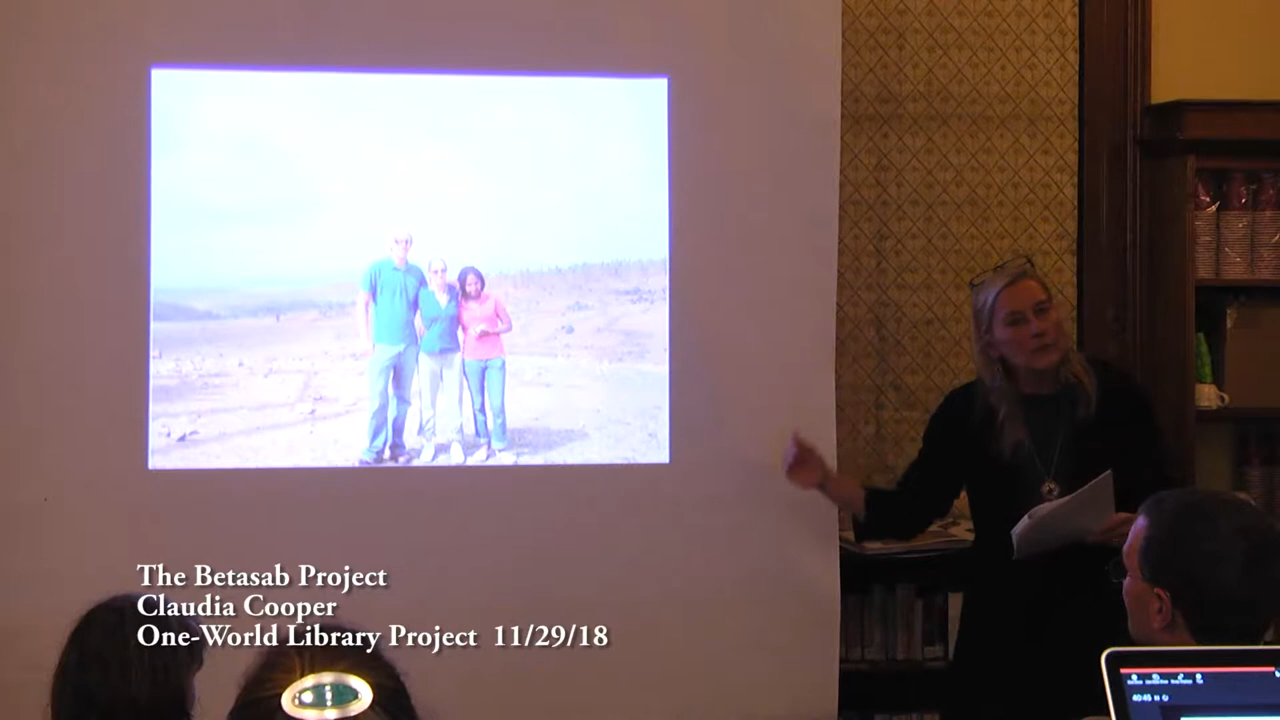 The Betasab Project
Claudia Cooper
One-World Library Project 11/29/18